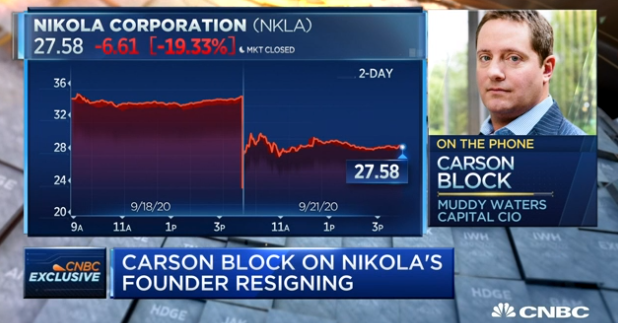 NIKOLA CORPORATION (NKLA)
27.58 -6.61 [-19.33%] MKT CLOSED
2-DAY
36
32
28
24
20
27.58
9/18/20 9/21/20
9A 11A 1P 3P 11A 1P 3P
ON THE PHONE
CARSON
BLOCK
MUDDY WATERS
CAPITAL CIO
CNBC
EXCLUSIVE
CARSON BLOCK ON NIKOLA'S
FOUNDER RESIGNING
CNBC
NDGE
HDGE